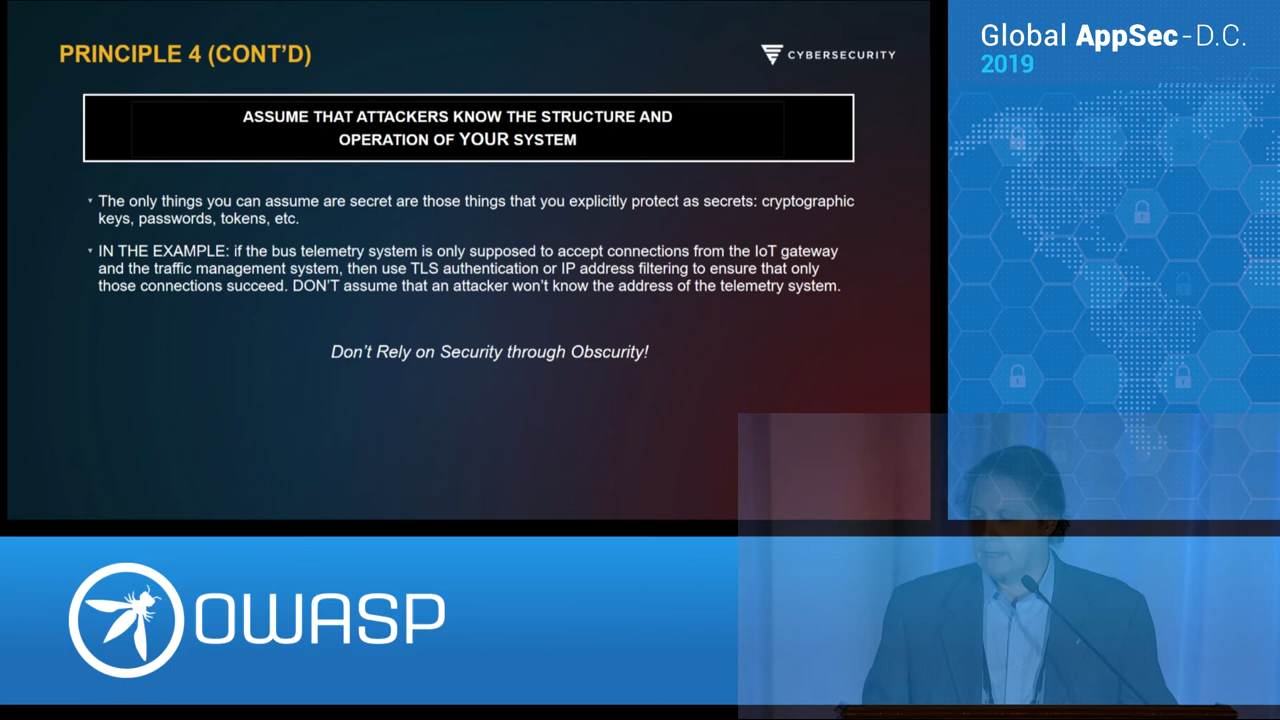 PRINCIPLE 4 (CONT’D)
CYBERSECURITY
ASSUME THAT ATTACKERS KNOW THE STRUCTURE AND
OPERATION OF YOUR SYSTEM
The only things you can assume are secret are those things that you explicitly protect as secrets: cryptographic
keys, passwords, tokens, etc.
IN THE EXAMPLE: if the bus telemetry system is only supposed to accept connections from the IoT gateway
and the traffic management system, then use TLS authentication or IP address filtering to ensure that only
those connections succeed. DON’T assume that an attacker won’t know the address of the telemetry system.
Don’t Rely on Security through Obscurity!
Global AppSec - D.C.
2019
OWASP